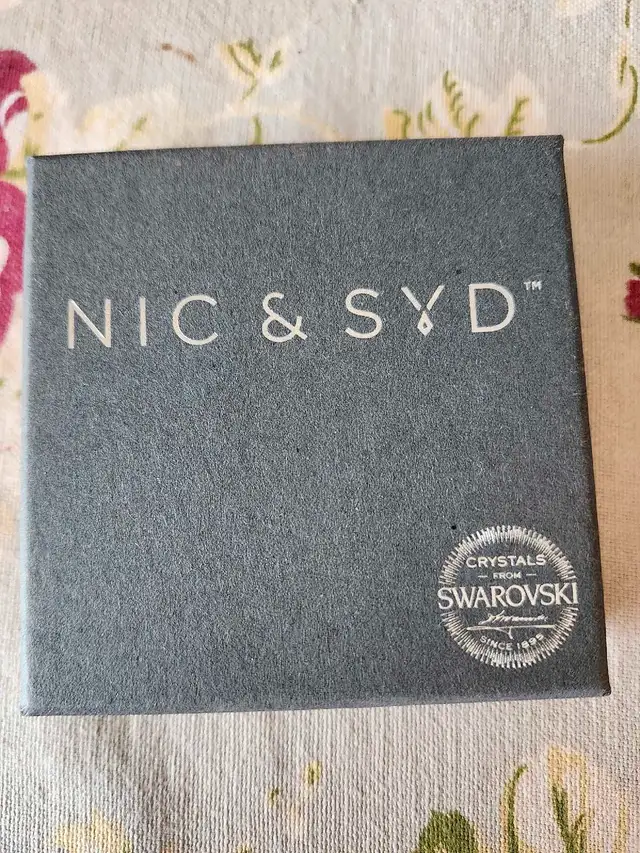 NIC & SYD™
CRYSTALS
— FROM —
SWAROVSKI
SINCE 1895